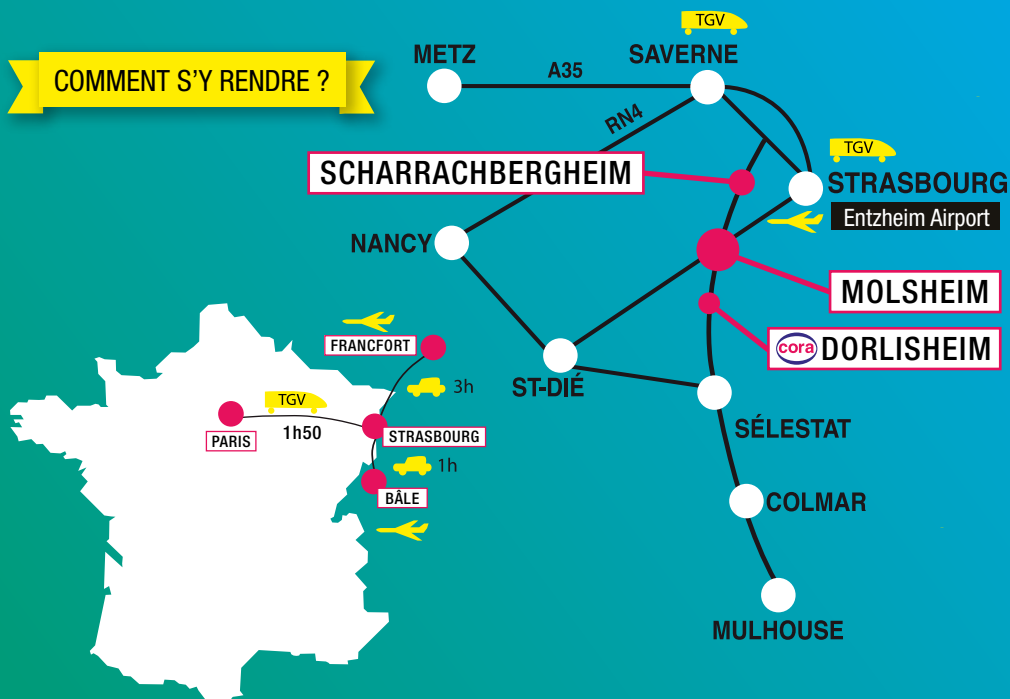 COMMENT S'Y RENDRE ?
TGV
METZ
SAVERNE
A35
RN4
TGV
SCHARRACHBERGHEIM
STRASBOURG
Entzheim Airport
NANCY
MOLSHEIM
cora DORLISHEIM
ST-DIÉ
SÉLESTAT
COLMAR
MULHOUSE
FRANCFORT
3h
TGV
PARIS
1h50
STRASBOURG
1h
BÂLE